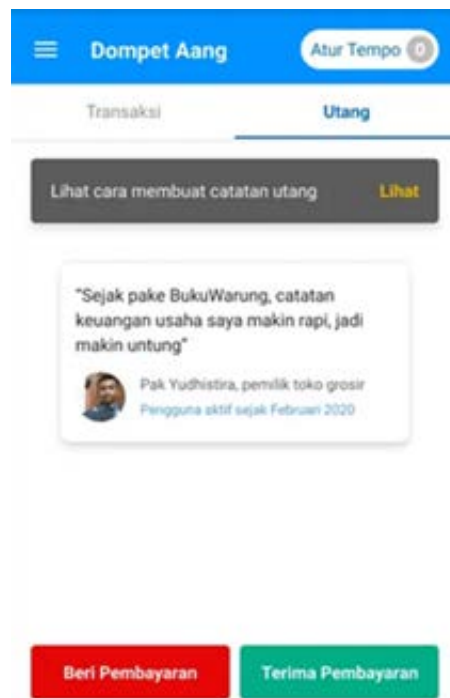 Dompet Aang
Atur Tempo 0
Transaksi
Utang
Lihat cara membuat catatan utang
Lihat
"Sejak pake BukuWarung, catatan
keuangan usaha saya makin rapi, jadi
makin untung"
Pak Yudhistira, pemilik toko grosir
Pengguna aktif sejak Februari 2020
Beri Pembayaran
Terima Pembayaran